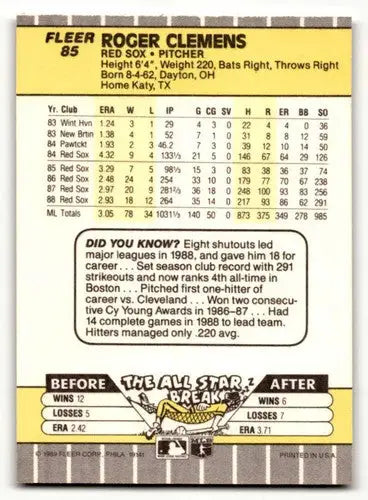 FLEER
85
ROGER CLEMENS
RED SOX • PITCHER
Height 6'4", Weight 220, Bats Right, Throws Right
Born 8-4-62, Dayton, OH
Home Katy, TX
Yr. Club ERA W L IP G CG SV H R ER BB SO
83 Wint Hvn 1.24 3 1 29 4 3 0 22 4 4 0 36
83 New Brtn 1.38 4 1 52 7 1 0 31 8 8 12 59
84 Pawtckt 1.93 2 3 46.2 7 3 1 39 12 10 14 50
84 Red Sox 4.32 9 4 133⅓ 21 5 0 146 67 64 29 126
85 Red Sox 3.29 7 5 98⅓ 15 3 0 83 38 36 37 74
86 Red Sox 2.48 24 4 254 33 10 0 179 77 70 67 238
87 Red Sox 2.97 20 9 281⅔ 36 18 0 248 100 93 83 256
88 Red Sox 2.93 18 12 264 35 14 0 217 93 86 62 291
ML Totals 3.05 78 34 1031⅓ 140 50 0 873 375 349 278 985
DID YOU KNOW? Eight shutouts led
major leagues in 1988, and gave him 18 for
career . . . Set season club record with 291
strikeouts and now ranks 4th all-time in
Boston . . . Pitched first one-hitter of
career vs. Cleveland . . . Won two consecu-
tive Cy Young Awards in 1986-87 . . . Had
14 complete games in 1988 to lead team.
Hitters managed only .220 avg.
BEFORE THE ALL STAR BREAK AFTER
WINS 12 WINS 6
LOSSES 5 LOSSES 7
ERA 2.42 ERA 3.71
© 1989 FLEER CORP., PHILA. 19141 PRINTED IN U.S.A.